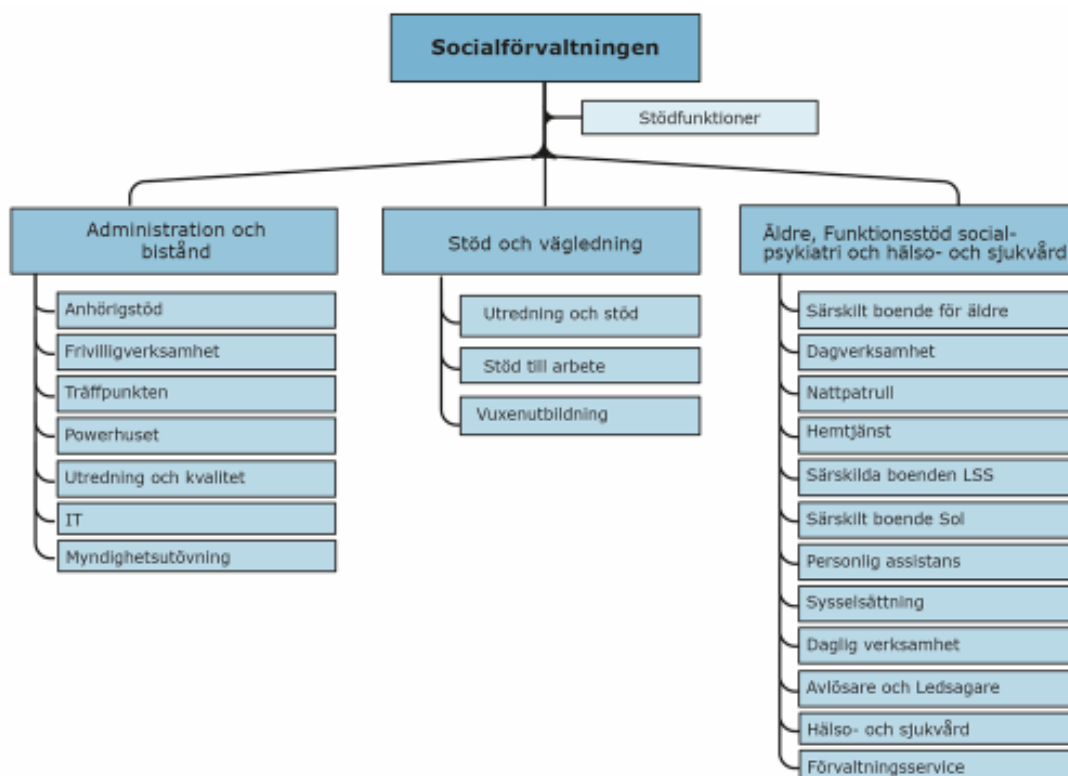 Socialförvaltningen
Stödfunktioner
Administration och
bistånd
Anhörigstöd
Frivilligverksamhet
Träffpunkten
Powerhuset
Utredning och kvalitet
IT
Myndighetsutövning
Stöd och vägledning
Utredning och stöd
Stöd till arbete
Vuxenutbildning
Äldre, Funktionsstöd social-
psykiatri och hälso- och sjukvård
Särskilt boende för äldre
Dagverksamhet
Nattpatrull
Hemtjänst
Särskilda boenden LSS
Särskilt boende Sol
Personlig assistans
Sysselsättning
Daglig verksamhet
Avlösare och Ledsagare
Hälso- och sjukvård
Förvaltningsservice